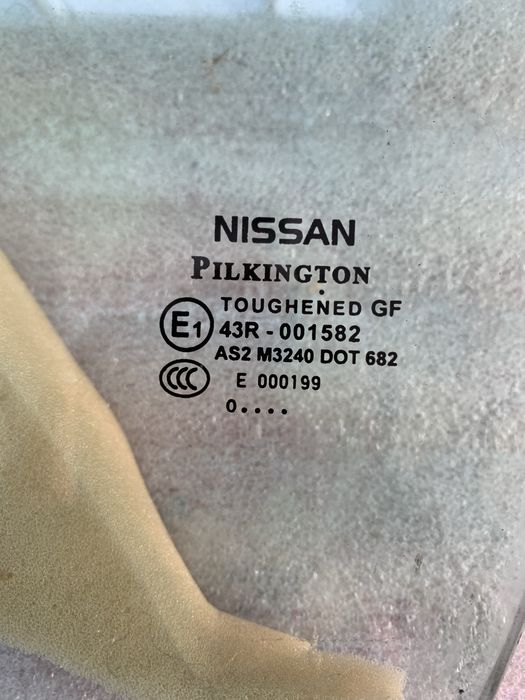 NISSAN
PILKINGTON
TOUGHENED GF
E1 43R - 001582
AS2 M3240 DOT 682
CCC E 000199
0....